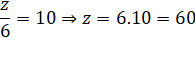 z/6 = 10 ⇒ z = 6.10 = 60